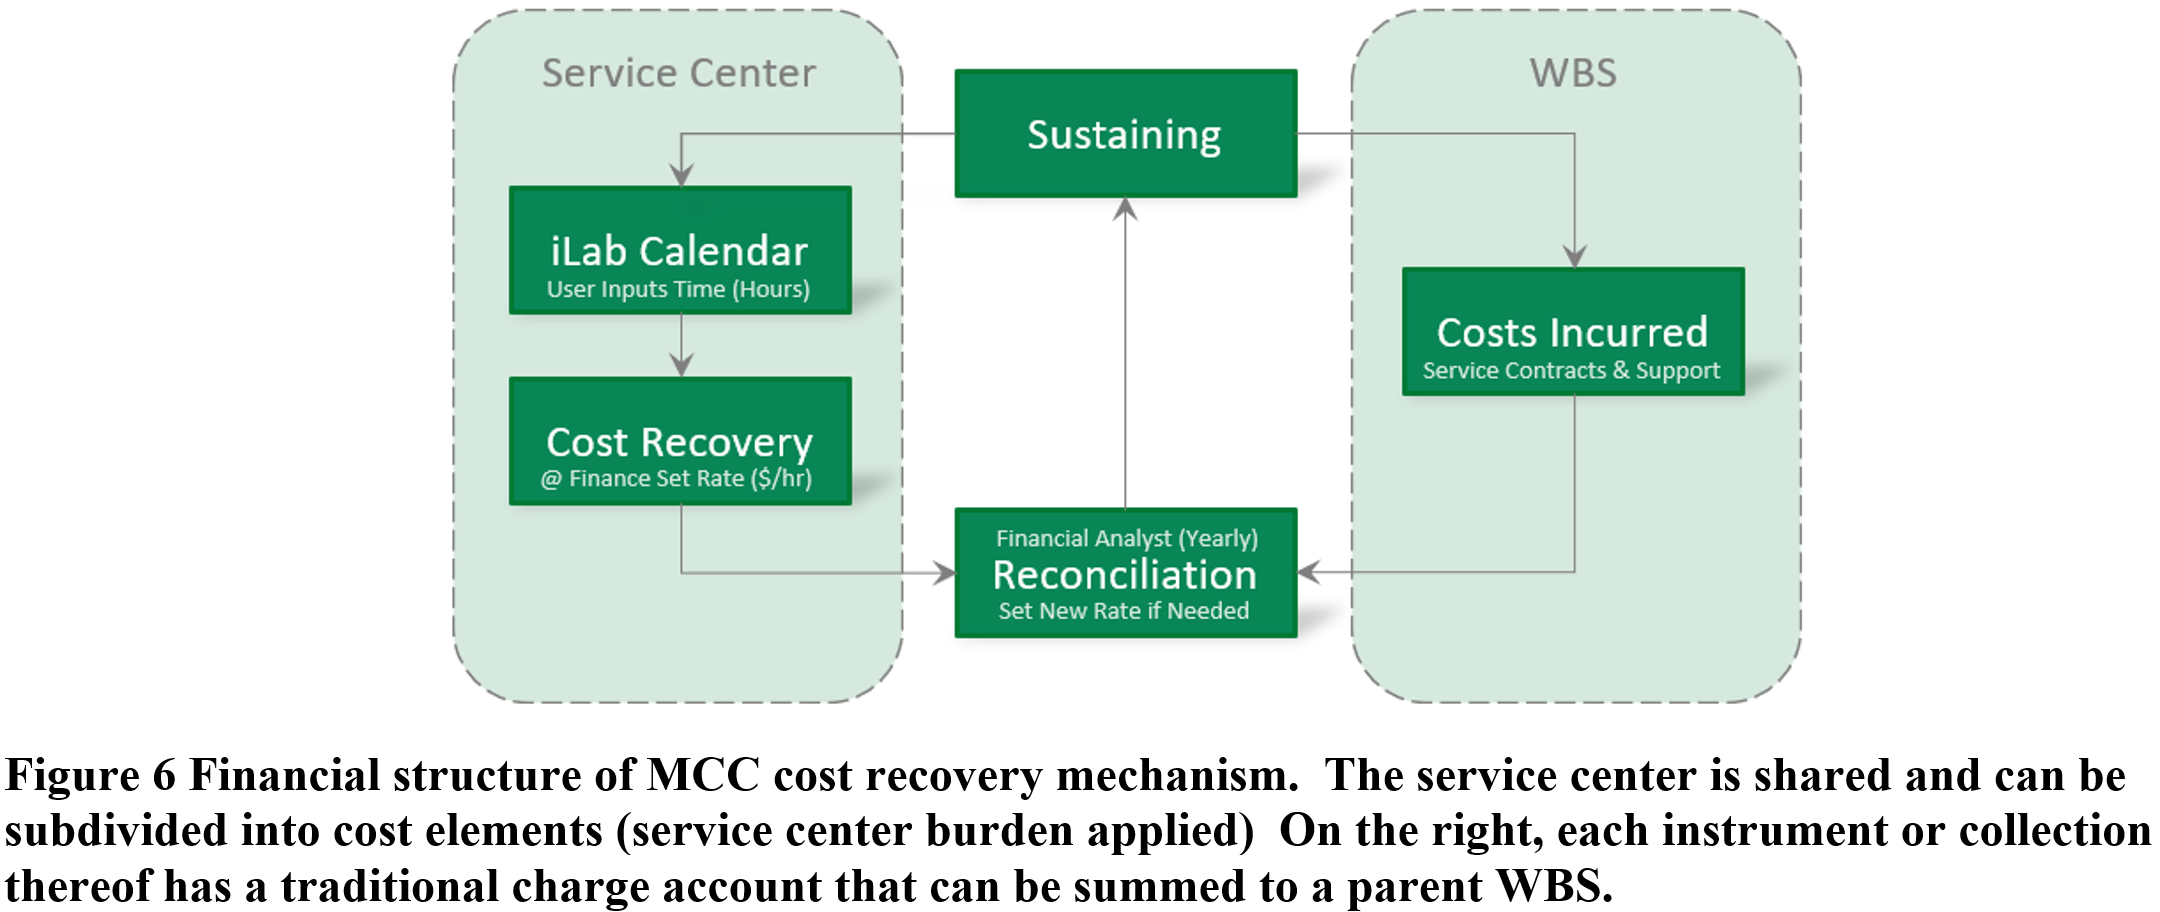 Service Center
WBS
Sustaining
iLab Calendar
User Inputs Time (Hours)
Costs Incurred
Service Contracts & Support
Cost Recovery
@ Finance Set Rate ($/hr)
Financial Analyst (Yearly)
Reconciliation
Set New Rate if Needed
Figure 6 Financial structure of MCC cost recovery mechanism.  The service center is shared and can be
subdivided into cost elements (service center burden applied)  On the right, each instrument or collection
thereof has a traditional charge account that can be summed to a parent WBS.